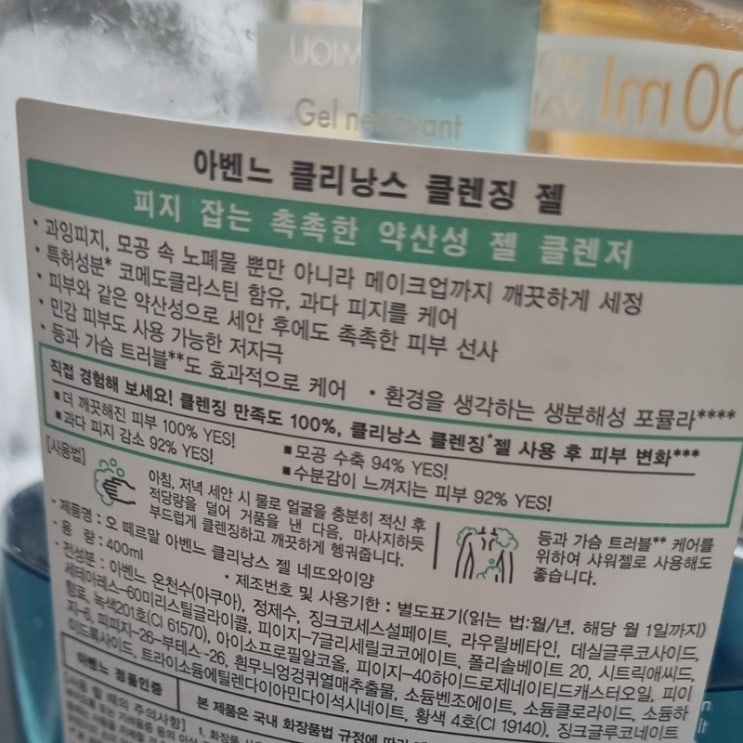 Gel nettoyant
00ml
아벤느 클리낭스 클렌징 젤
피지 잡는 촉촉한 약산성 젤 클렌저
• 과잉피지, 모공 속 노폐물 뿐만 아니라 메이크업까지 깨끗하게 세정
• 특허성분* 코메도클라스틴 함유, 과다 피지를 케어
• 피부와 같은 약산성으로 세안 후에도 촉촉한 피부 선사
• 민감 피부도 사용 가능한 저자극
• 등과 가슴 트러블**도 효과적으로 케어 • 환경을 생각하는 생분해성 포뮬라****
직접 경험해 보세요! 클렌징 만족도 100%, 클리낭스 클렌징 젤 사용 후 피부 변화***
■더 깨끗해진 피부 100% YES! ■모공 수축 94% YES!
■과다 피지 감소 92% YES! ■수분감이 느껴지는 피부 92% YES!
[사용법]
아침, 저녁 세안 시 물로 얼굴을 충분히 적신 후
적당량을 덜어 거품을 낸 다음, 마사지하듯
부드럽게 클렌징하고 깨끗하게 헹궈줍니다.
등과 가슴 트러블** 케어를
위하여 샤워젤로 사용해도
좋습니다.
• 제품명 : 오 떼르말 아벤느 클리낭스 젤 네뜨와이양
• 용 량 : 400ml • 제조번호 및 사용기한 : 별도표기(읽는 법:월/년, 해당 월 1일까지)
• 전성분 : 아벤느 온천수(아쿠아), 정제수, 징크코세스설페이트, 라우릴베타인, 데실글루코사이드,
세테아레스-60미리스틸글라이콜, 피이지-7글리세릴코코에이트, 폴리솔베이트 20, 시트릭애씨드,
향료, 녹색201호(CI 61570), 아이소프로필알코올, 피이지-40하이드로제네이티드캐스터오일, 피이
지-6, 피피지-26-부테스-26, 흰무늬엉겅퀴열매추출물, 소듐벤조에이트, 소듐클로라이드, 소듐하
이드록사이드, 트라이소듐에틸렌다이아민다이석시네이트, 황색 4호(CI 19140), 징크글루코네이트
아벤느 정품인증
본 제품은 국내 화장품법 규정에
[사용 할 때의 주의사항] 1. 화장품